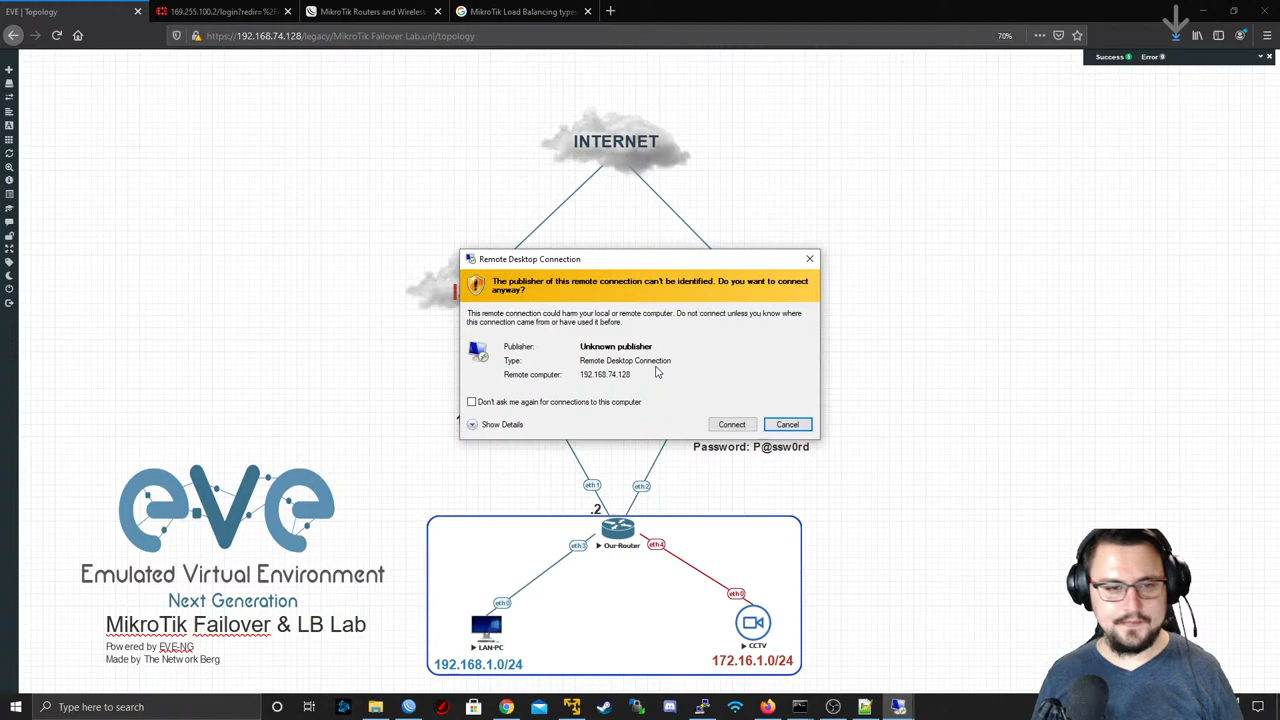 EVE | Topology
169.255.100.2/login?redir=%2F
MikroTik Routers and Wireless
MikroTik Load Balancing types
https://192.168.74.128/legacy/MikroTik Failover Lab.unl/topology
70%
Success
Error
INTERNET
Remote Desktop Connection
The publisher of this remote connection can't be identified. Do you want to connect
anyway?
This remote connection could harm your local or remote computer. Do not connect unless you know where
this connection came from or have used it before.
Publisher: Unknown publisher
Type: Remote Desktop Connection
Remote computer: 192.168.74.128
Don't ask me again for connections to this computer
Show Details
Connect
Cancel
Password: P@ssw0rd
eth1
eth2
.2
Our-Router
eth3
eth4
eth0
eth0
LAN-PC
CCTV
192.168.1.0/24
172.16.1.0/24
eve
Emulated Virtual Environment
Next Generation
MikroTik Failover & LB Lab
Powered by EVE-NG
Made by The Network Berg
Type here to search